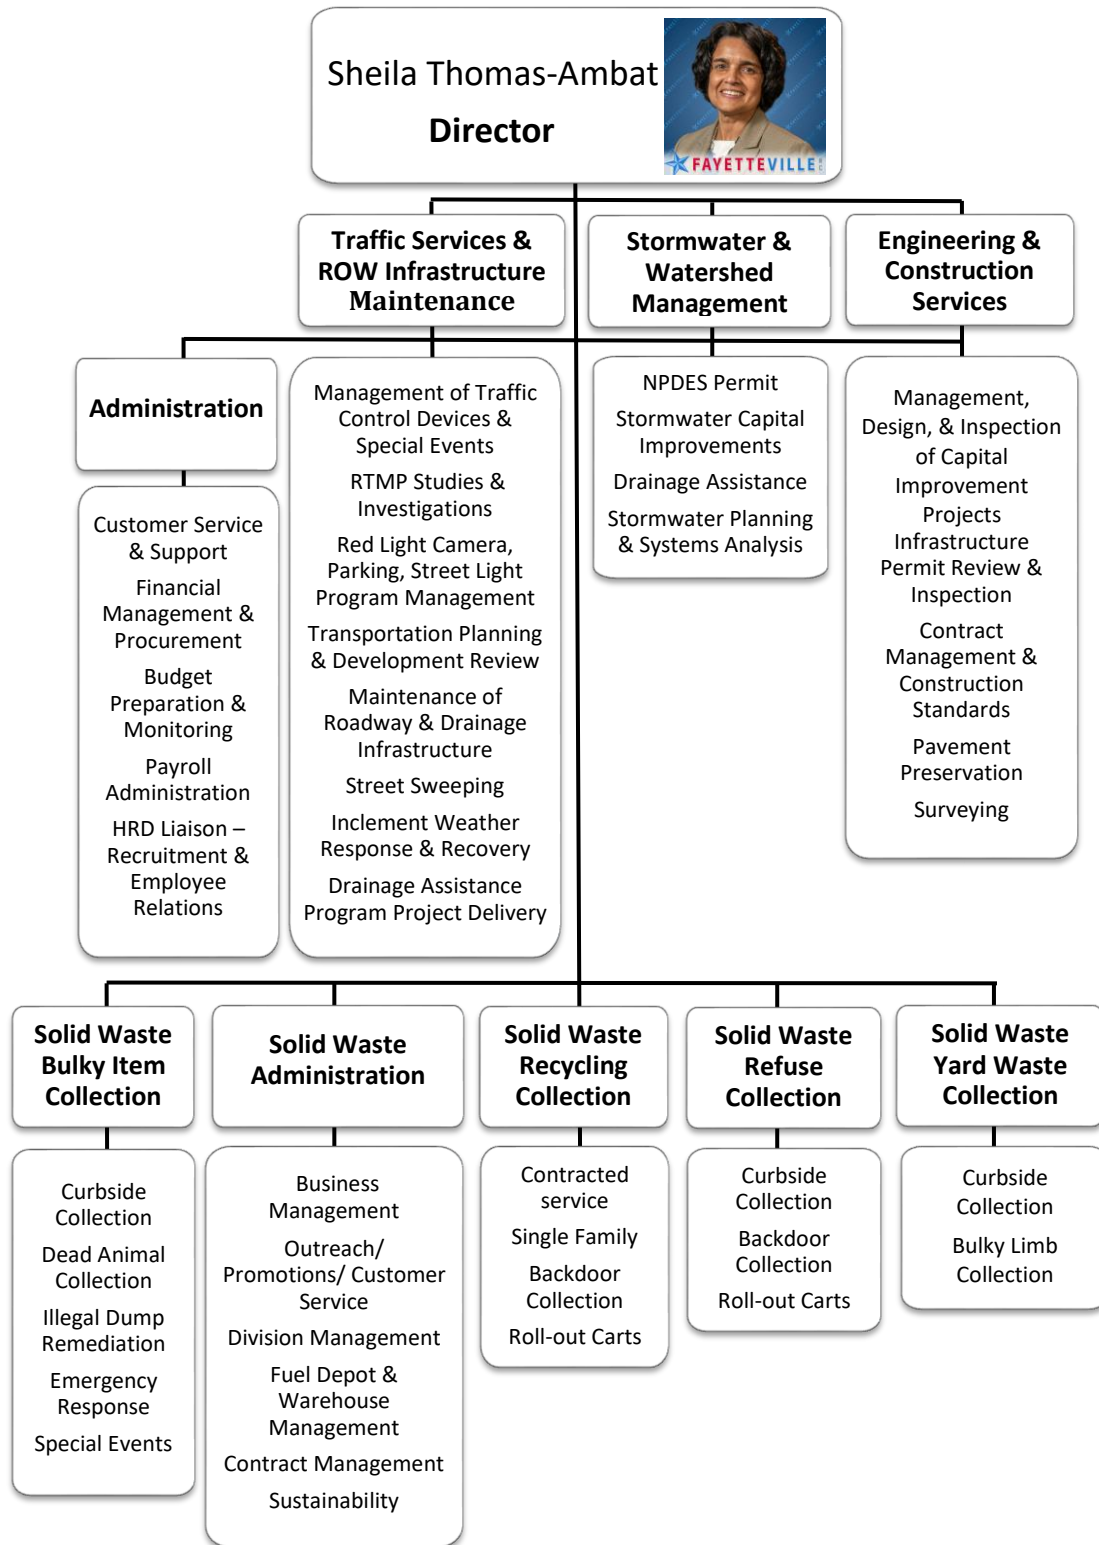 Sheila Thomas-Ambat
Director
FAYETTEVILLE
Traffic Services &
ROW Infrastructure
Maintenance
Stormwater &
Watershed
Management
Engineering &
Construction
Services
Administration
Customer Service
& Support
Financial
Management &
Procurement
Budget
Preparation &
Monitoring
Payroll
Administration
HRD Liaison –
Recruitment &
Employee
Relations
Management of Traffic
Control Devices &
Special Events
RTMP Studies &
Investigations
Red Light Camera,
Parking, Street Light
Program Management
Transportation Planning
& Development Review
Maintenance of
Roadway & Drainage
Infrastructure
Street Sweeping
Inclement Weather
Response & Recovery
Drainage Assistance
Program Project Delivery
NPDES Permit
Stormwater Capital
Improvements
Drainage Assistance
Stormwater Planning
& Systems Analysis
Management,
Design, & Inspection
of Capital
Improvement
Projects
Infrastructure
Permit Review &
Inspection
Contract
Management &
Construction
Standards
Pavement
Preservation
Surveying
Solid Waste
Bulky Item
Collection
Solid Waste
Administration
Solid Waste
Recycling
Collection
Solid Waste
Refuse
Collection
Solid Waste
Yard Waste
Collection
Curbside
Collection
Dead Animal
Collection
Illegal Dump
Remediation
Emergency
Response
Special Events
Business
Management
Outreach/
Promotions/ Customer
Service
Division Management
Fuel Depot &
Warehouse
Management
Contract Management
Sustainability
Contracted
service
Single Family
Backdoor
Collection
Roll-out Carts
Curbside
Collection
Backdoor
Collection
Roll-out Carts
Curbside
Collection
Bulky Limb
Collection